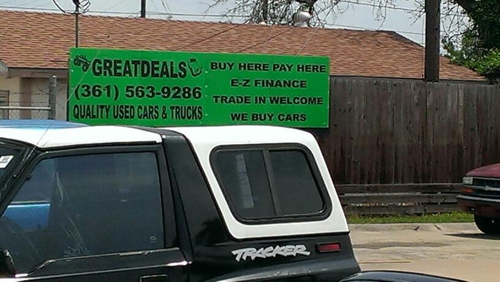 GREATDEALS
(361) 563-9286
QUALITY USED CARS & TRUCKS
BUY HERE PAY HERE
E-Z FINANCE
TRADE IN WELCOME
WE BUY CARS
TRACKER